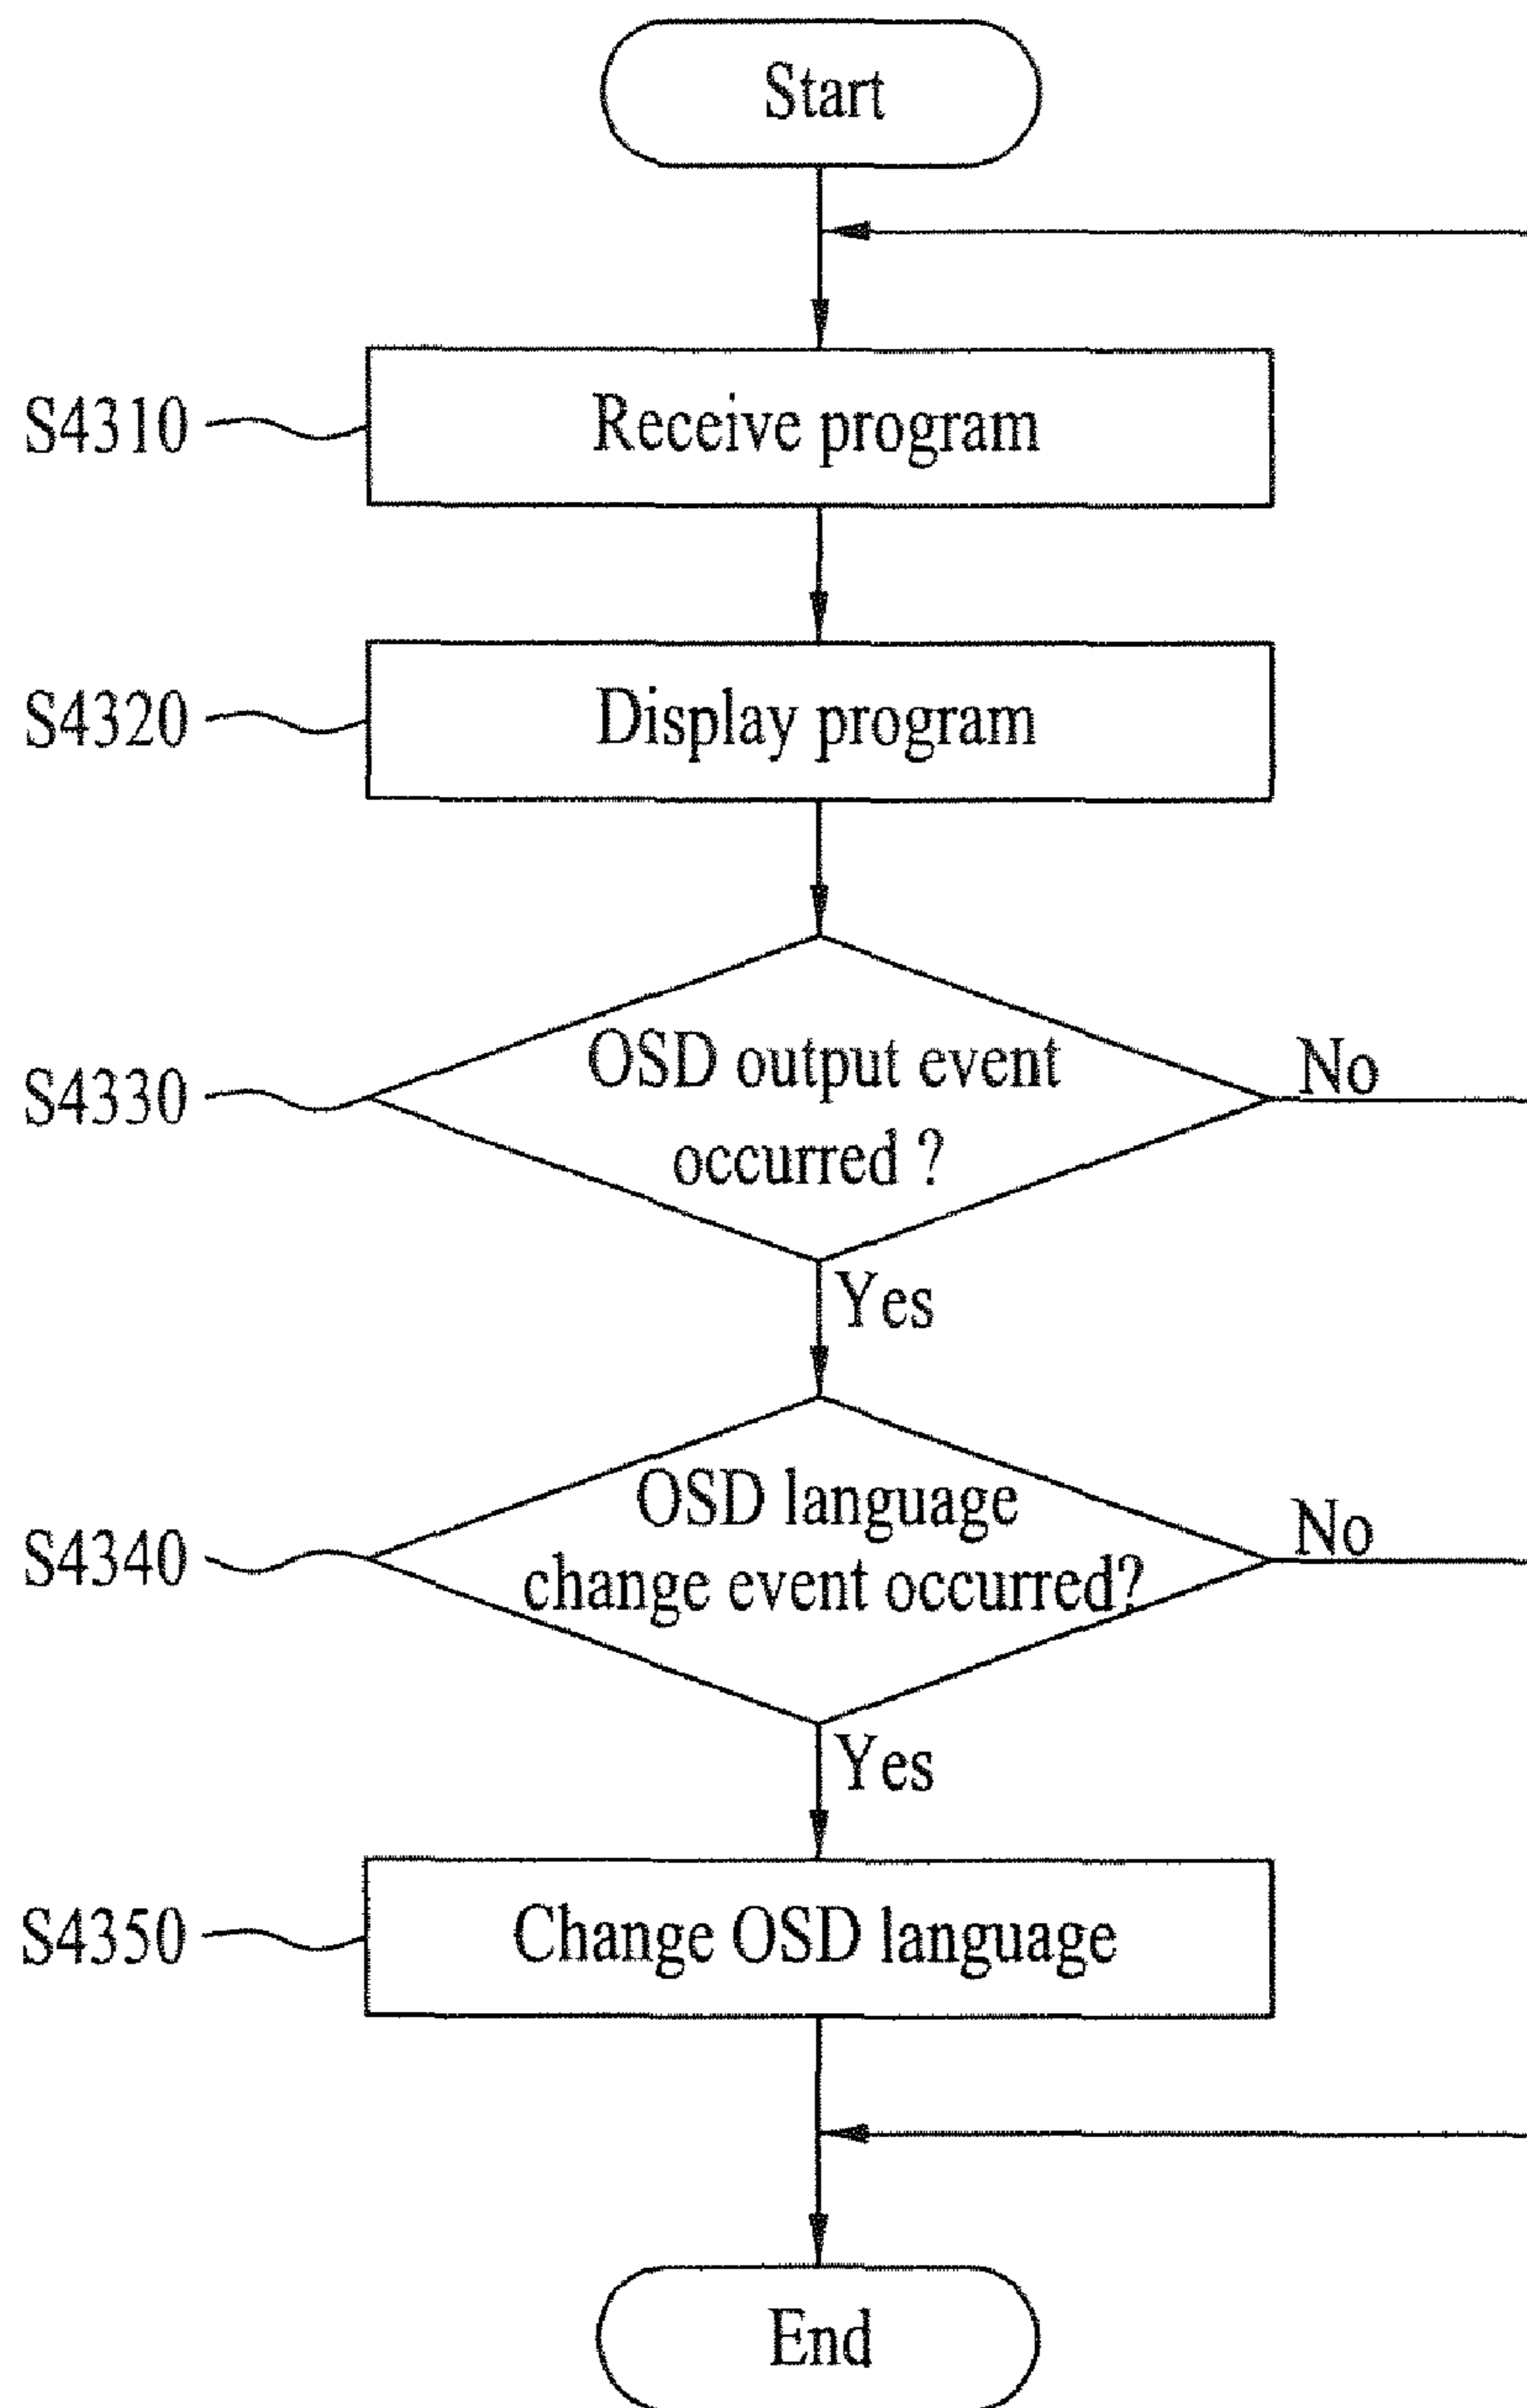 Start
S4310
Receive program
S4320
Display program
S4330
OSD output event
occurred ?
No
Yes
S4340
OSD language
change event occurred?
No
Yes
S4350
Change OSD language
End